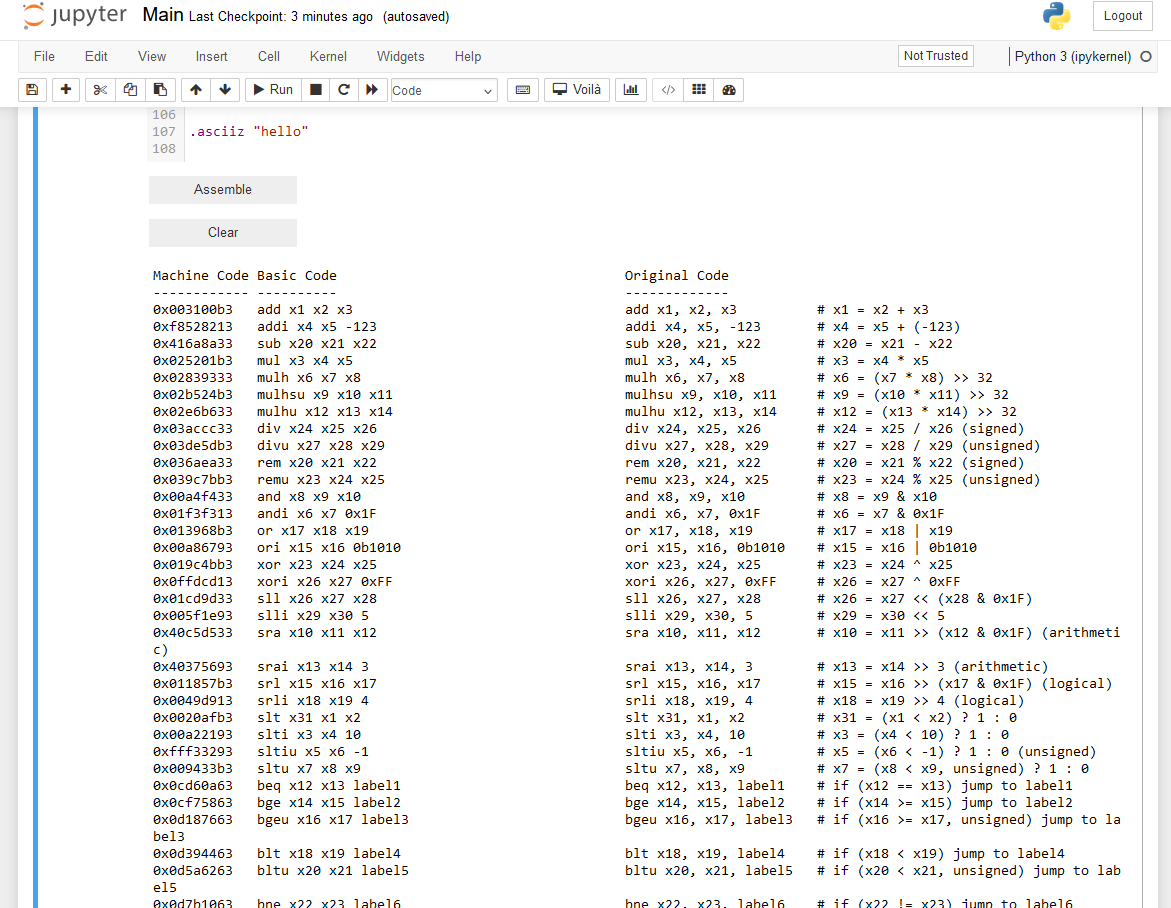 jupyter Main Last Checkpoint: 3 minutes ago (autosaved) Logout
File Edit View Insert Cell Kernel Widgets Help Not Trusted Python 3 (ipykernel)
Run Code Voilà
106
107 .asciiz "hello"
108
Assemble
Clear
Machine Code Basic Code Original Code
------------ ---------- -------------
0x003100b3 add x1 x2 x3 add x1, x2, x3 # x1 = x2 + x3
0xf8528213 addi x4 x5 -123 addi x4, x5, -123 # x4 = x5 + (-123)
0x416a8a33 sub x20 x21 x22 sub x20, x21, x22 # x20 = x21 - x22
0x025201b3 mul x3 x4 x5 mul x3, x4, x5 # x3 = x4 * x5
0x02839333 mulh x6 x7 x8 mulh x6, x7, x8 # x6 = (x7 * x8) >> 32
0x02b524b3 mulhsu x9 x10 x11 mulhsu x9, x10, x11 # x9 = (x10 * x11) >> 32
0x02e6b633 mulhu x12 x13 x14 mulhu x12, x13, x14 # x12 = (x13 * x14) >> 32
0x03accc33 div x24 x25 x26 div x24, x25, x26 # x24 = x25 / x26 (signed)
0x03de5db3 divu x27 x28 x29 divu x27, x28, x29 # x27 = x28 / x29 (unsigned)
0x036aea33 rem x20 x21 x22 rem x20, x21, x22 # x20 = x21 % x22 (signed)
0x039c7bb3 remu x23 x24 x25 remu x23, x24, x25 # x23 = x24 % x25 (unsigned)
0x00a4f433 and x8 x9 x10 and x8, x9, x10 # x8 = x9 & x10
0x01f3f313 andi x6 x7 0x1F andi x6, x7, 0x1F # x6 = x7 & 0x1F
0x013968b3 or x17 x18 x19 or x17, x18, x19 # x17 = x18 | x19
0x00a86793 ori x15 x16 0b1010 ori x15, x16, 0b1010 # x15 = x16 | 0b1010
0x019c4bb3 xor x23 x24 x25 xor x23, x24, x25 # x23 = x24 ^ x25
0x0ffdcd13 xori x26 x27 0xFF xori x26, x27, 0xFF # x26 = x27 ^ 0xFF
0x01cd9d33 sll x26 x27 x28 sll x26, x27, x28 # x26 = x27 << (x28 & 0x1F)
0x005f1e93 slli x29 x30 5 slli x29, x30, 5 # x29 = x30 << 5
0x40c5d533 sra x10 x11 x12 sra x10, x11, x12 # x10 = x11 >> (x12 & 0x1F) (arithmeti
c)
0x40375693 srai x13 x14 3 srai x13, x14, 3 # x13 = x14 >> 3 (arithmetic)
0x011857b3 srl x15 x16 x17 srl x15, x16, x17 # x15 = x16 >> (x17 & 0x1F) (logical)
0x0049d913 srli x18 x19 4 srli x18, x19, 4 # x18 = x19 >> 4 (logical)
0x0020afb3 slt x31 x1 x2 slt x31, x1, x2 # x31 = (x1 < x2) ? 1 : 0
0x00a22193 slti x3 x4 10 slti x3, x4, 10 # x3 = (x4 < 10) ? 1 : 0
0xfff33293 sltiu x5 x6 -1 sltiu x5, x6, -1 # x5 = (x6 < -1) ? 1 : 0 (unsigned)
0x009433b3 sltu x7 x8 x9 sltu x7, x8, x9 # x7 = (x8 < x9, unsigned) ? 1 : 0
0x0cd60a63 beq x12 x13 label1 beq x12, x13, label1 # if (x12 == x13) jump to label1
0x0cf75863 bge x14 x15 label2 bge x14, x15, label2 # if (x14 >= x15) jump to label2
0x0d187663 bgeu x16 x17 label3 bgeu x16, x17, label3 # if (x16 >= x17, unsigned) jump to la
bel3
0x0d394463 blt x18 x19 label4 blt x18, x19, label4 # if (x18 < x19) jump to label4
0x0d5a6263 bltu x20 x21 label5 bltu x20, x21, label5 # if (x20 < x21, unsigned) jump to lab
el5
0x0d7b1063 bne x22 x23 label6 bne x22, x23, label6 # if (x22 != x23) jump to label6